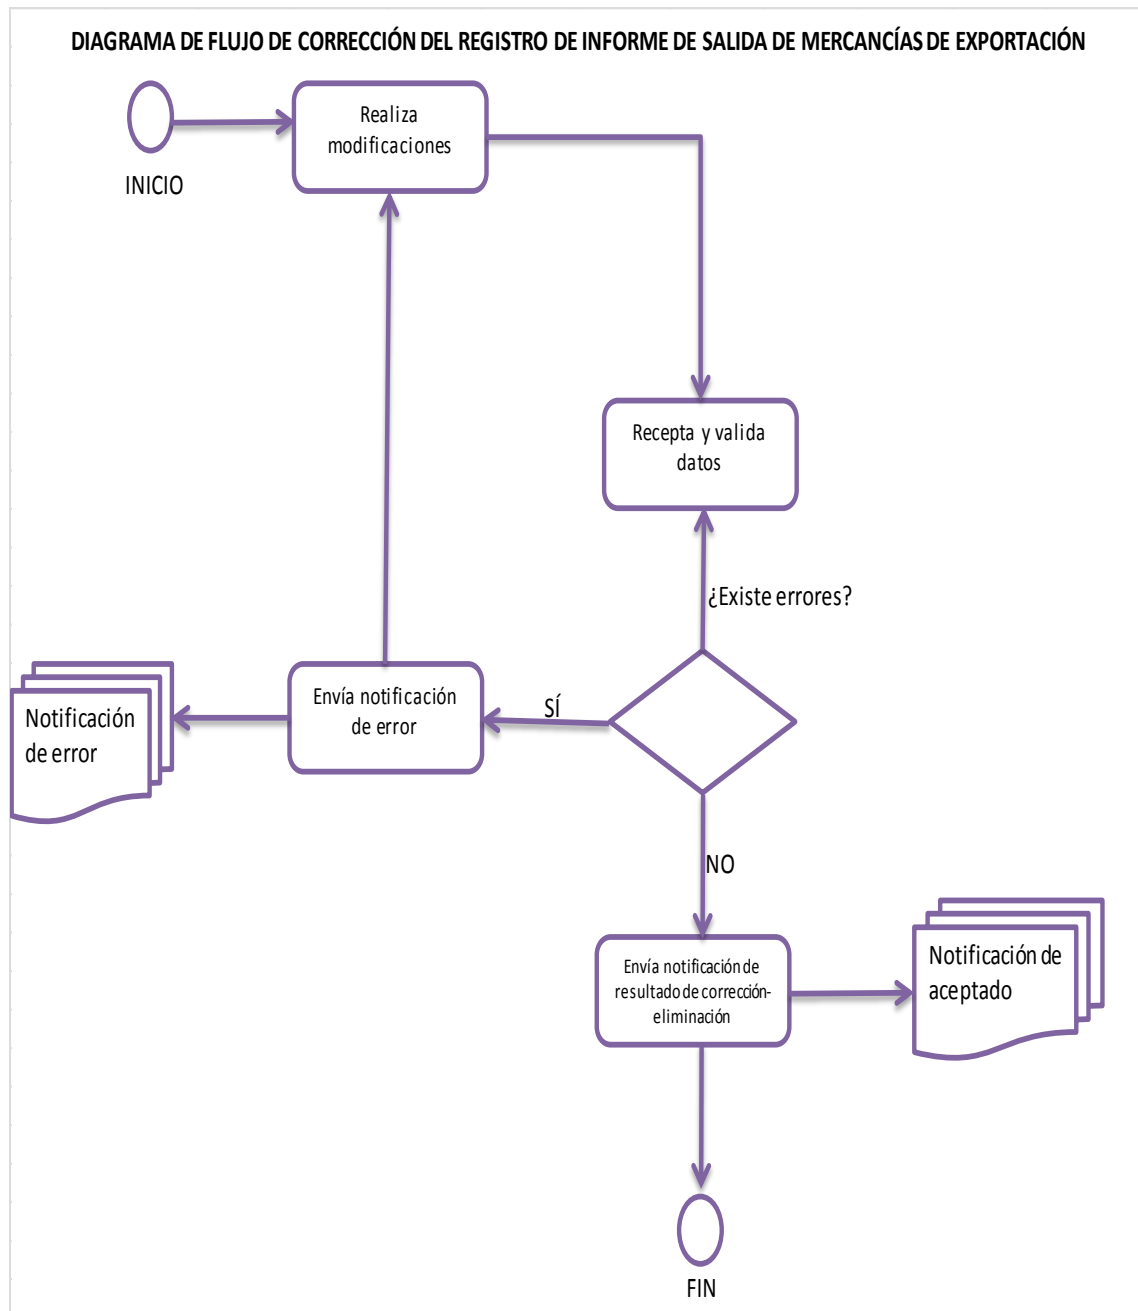 DIAGRAMA DE FLUJO DE CORRECCIÓN DEL REGISTRO DE INFORME DE SALIDA DE MERCANCÍAS DE EXPORTACIÓN
Realiza
modificaciones
INICIO
Recepta y valida
datos
¿Existe errores?
SÍ
Envía notificación
de error
Notificación
de error
NO
Envía notificación de
resultado de corrección-
eliminación
Notificación de
aceptado
FIN